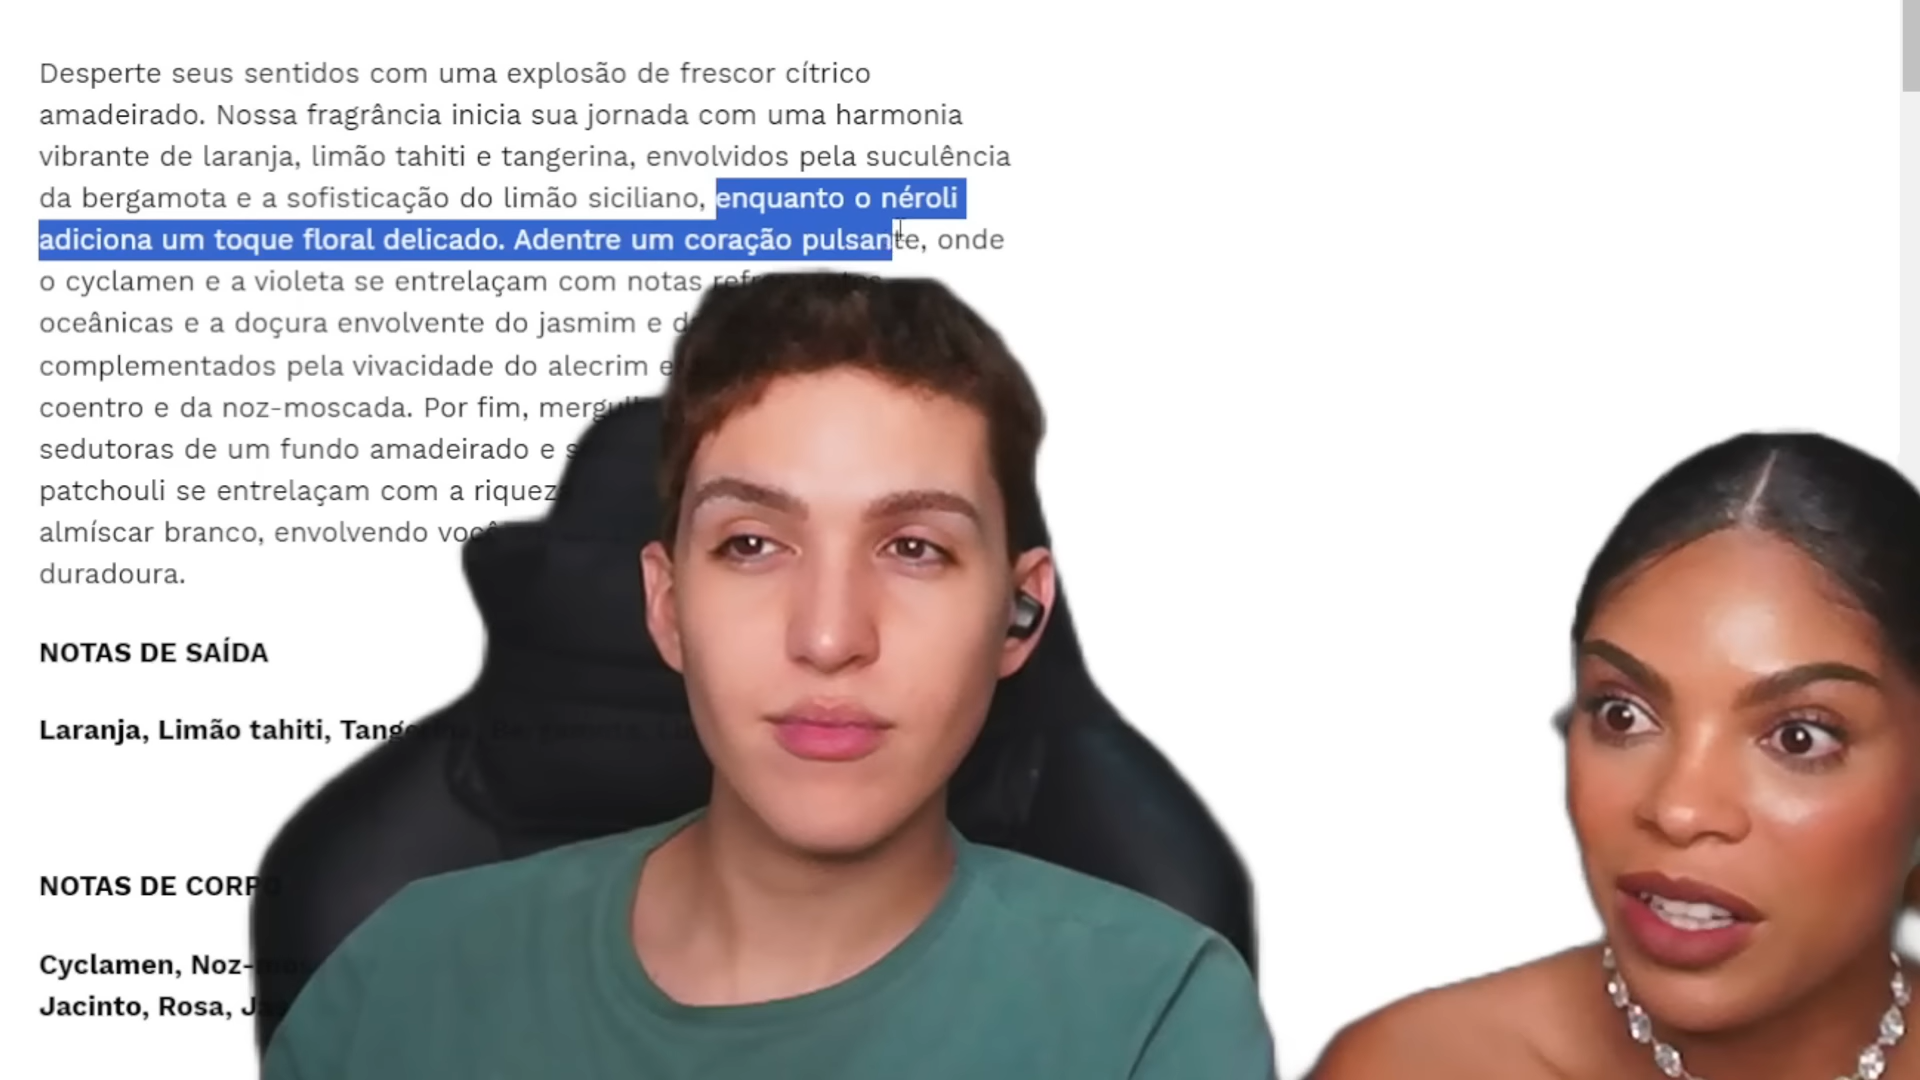 Desperte seus sentidos com uma explosão de frescor cítrico
amadeirado. Nossa fragrância inicia sua jornada com uma harmonia
vibrante de laranja, limão tahiti e tangerina, envolvidos pela suculência
da bergamota e a sofisticação do limão siciliano, enquanto o néroli
adiciona um toque floral delicado. Adentre um coração pulsante, onde
o cyclamen e a violeta se entrelaçam com notas
oceânicas e a doçura envolvente do jasmim e
complementados pela vivacidade do alecrim e
coentro e da noz-moscada. Por fim,
sedutoras de um fundo amadeirado e
patchouli se entrelaçam com a
almíscar branco, envolvendo você
duradoura.
NOTAS DE SAÍDA
Laranja, Limão tahiti,
NOTAS DE CORPO
Cyclamen,
Jacinto, Rosa,